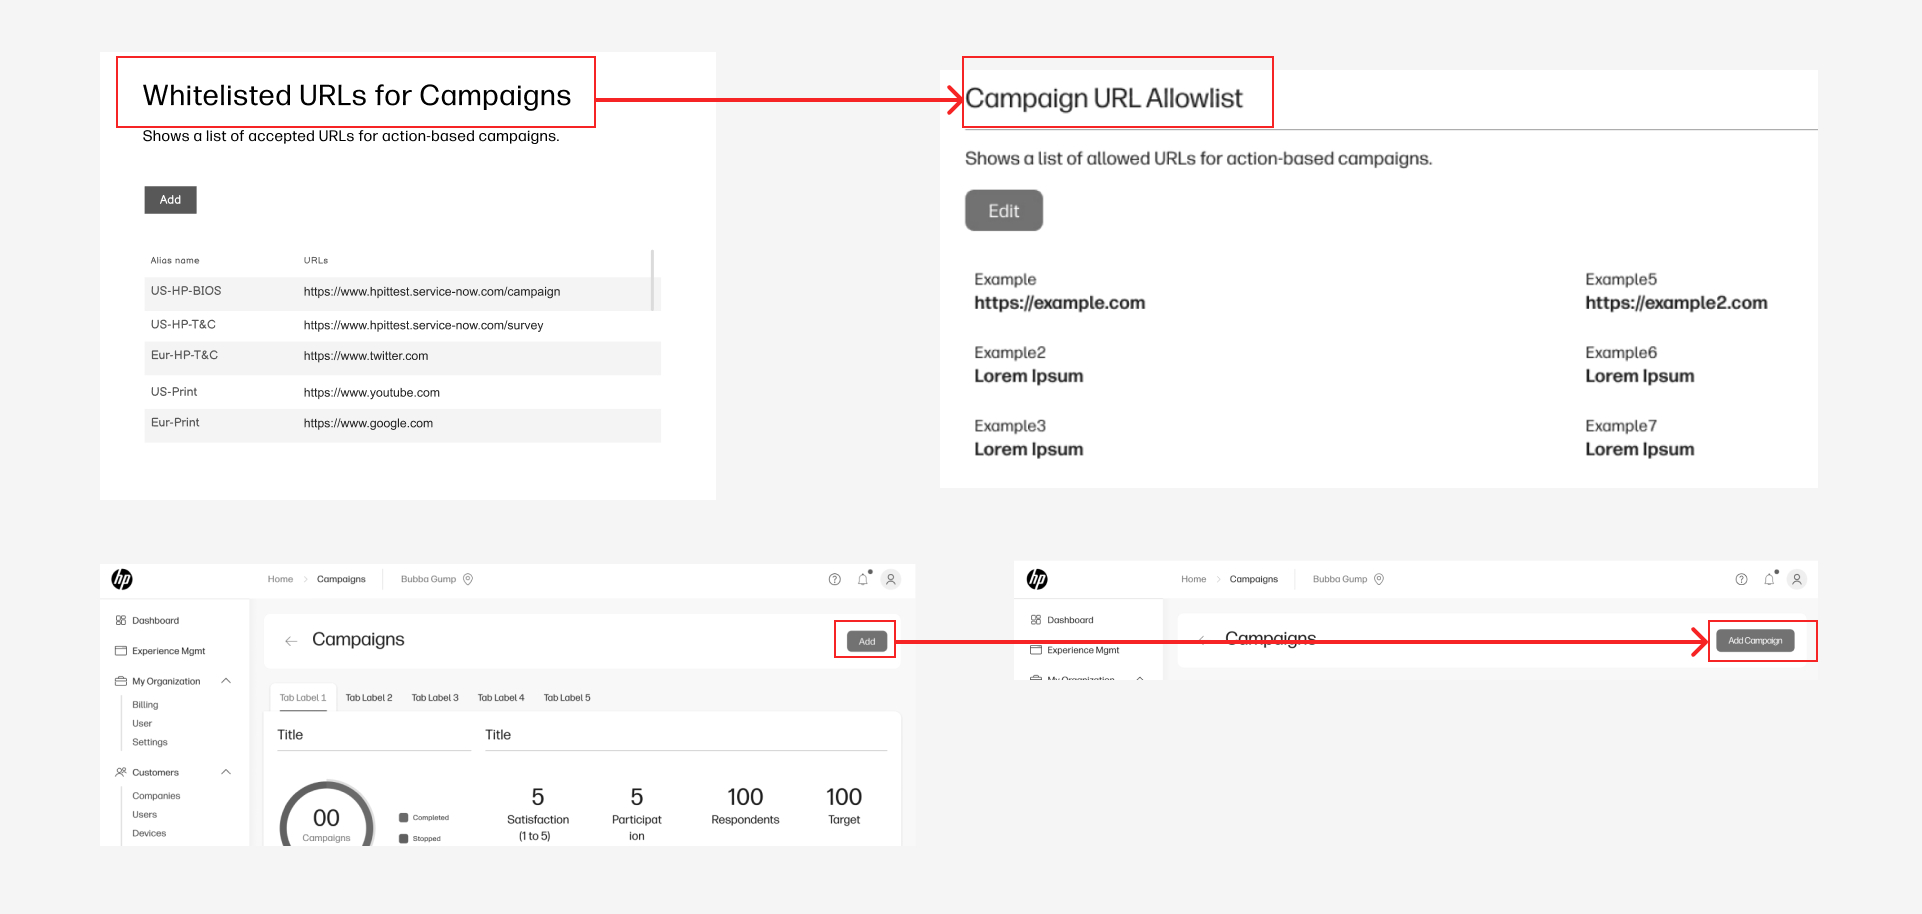 Whitelisted URLs for Campaigns
Shows a list of accepted URLs for action-based campaigns.
Add
Alias name URLs
US-HP-BIOS https://www.hpittest.service-now.com/campaign
US-HP-T&C https://www.hpittest.service-now.com/survey
Eur-HP-T&C https://www.twitter.com
US-Print https://www.youtube.com
Eur-Print https://www.google.com
Campaign URL Allowlist
Shows a list of allowed URLs for action-based campaigns.
Edit
Example Example5
https://example.com https://example2.com
Example2 Example6
Lorem Ipsum Lorem Ipsum
Example3 Example7
Lorem Ipsum Lorem Ipsum
hp Home Campaigns Bubba Gump
Dashboard
Experience Mgmt
My Organization
Billing
User
Settings
Customers
Companies
Users
Devices
Campaigns Add
Tab Label 1 Tab Label 2 Tab Label 3 Tab Label 4 Tab Label 5
Title Title
00
Campaigns
Completed
Stopped
5 5 100 100
Satisfaction Participat Respondents Target
(1 to 5) ion
hp Home Campaigns Bubba Gump
Dashboard
Experience Mgmt
My Organization
Campaigns Add Campaign